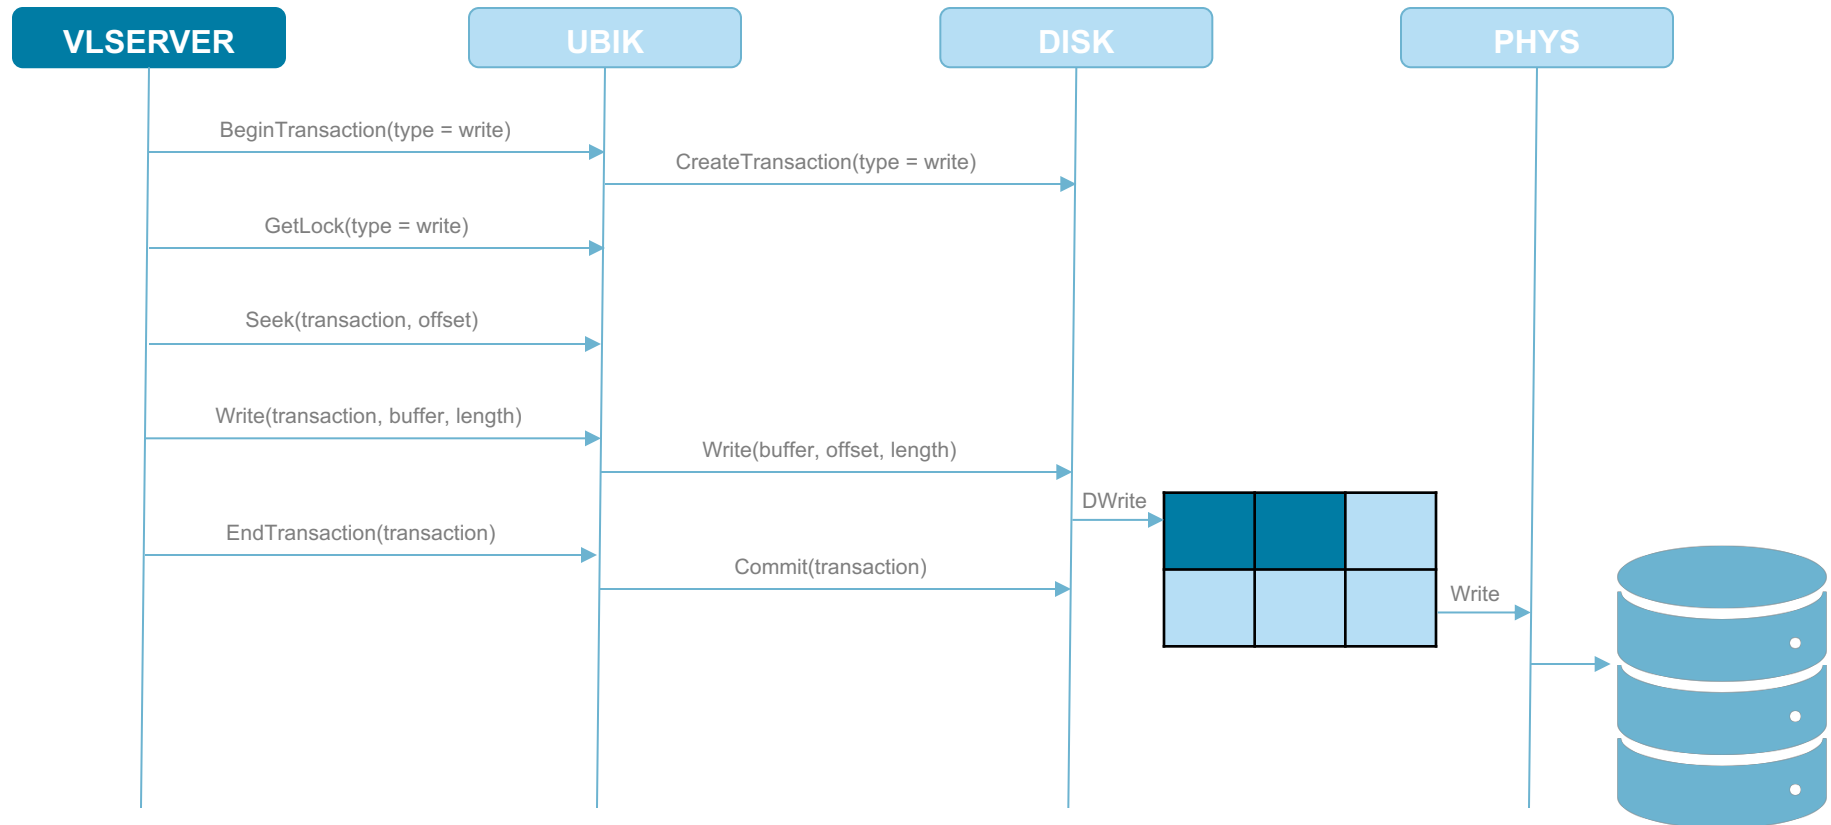 VLSERVER
UBIK
DISK
PHYS
BeginTransaction(type = write)
CreateTransaction(type = write)
GetLock(type = write)
Seek(transaction, offset)
Write(transaction, buffer, length)
Write(buffer, offset, length)
DWrite
EndTransaction(transaction)
Commit(transaction)
Write